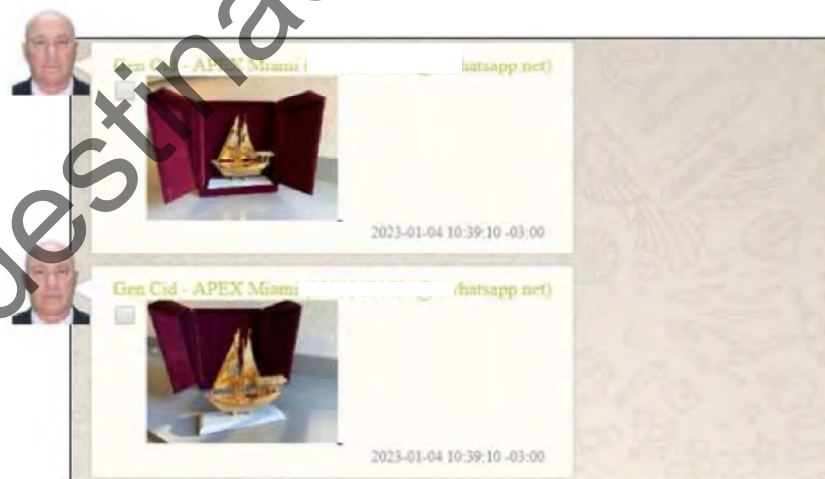 destina
Gen Cid - APEX Miami ( hatsapp.net)
2023-01-04 10:39:10 -03:00
Gen Cid - APEX Miami hatsapp.net)
2023-01-04 10:39:10 -03:00